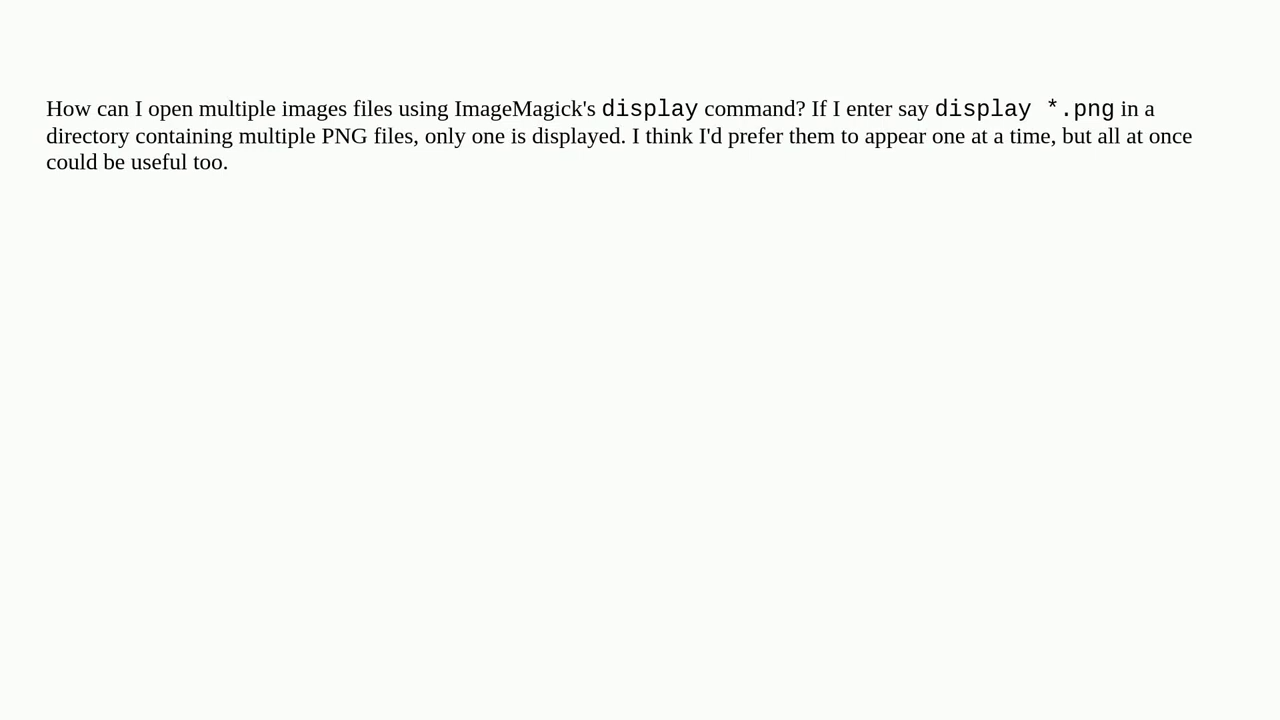 How can I open multiple images files using ImageMagick's display command? If I enter say display *.png in a
directory containing multiple PNG files, only one is displayed. I think I'd prefer them to appear one at a time, but all at once
could be useful too.